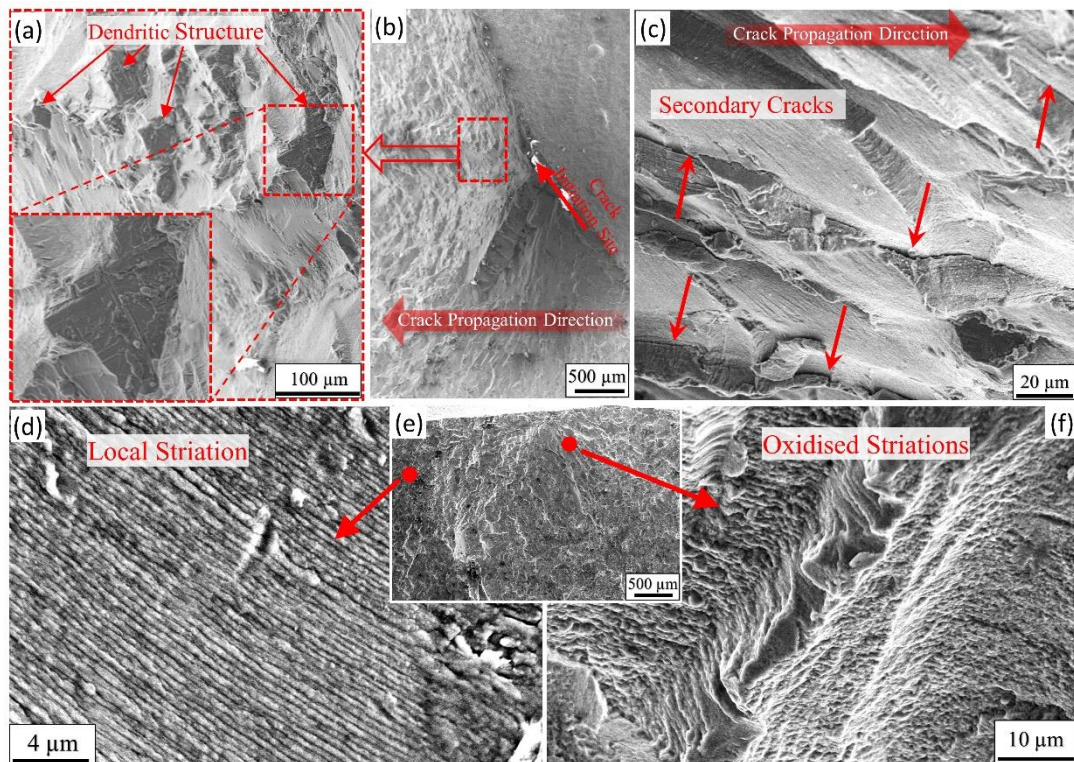 (a)
Dendritic Structure
100 µm
(b)
Crack
Initiation Site
Crack Propagation Direction
500 µm
(c)
Crack Propagation Direction
Secondary Cracks
20 µm
(d)
Local Striation
4 µm
(e)
500 µm
(f)
Oxidised Striations
10 µm